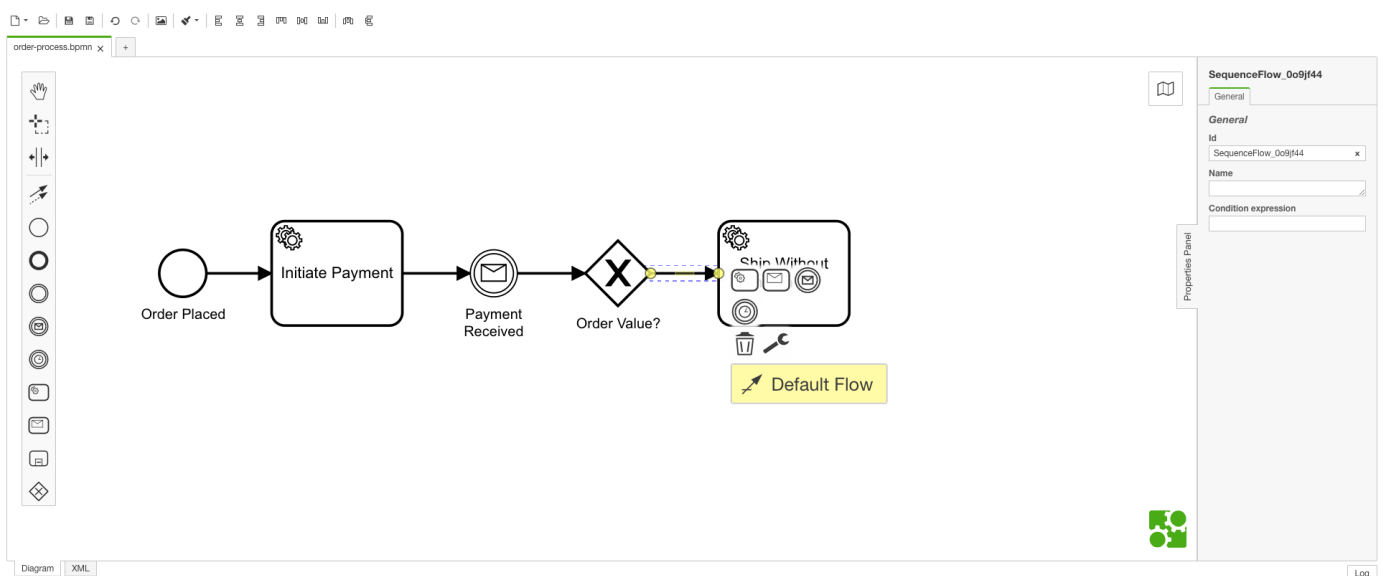 order-process.bpmn x
+
SequenceFlow_0o9jf44
General
General
Id
SequenceFlow_0o9jf44 x
Name
Condition expression
Properties Panel
Initiate Payment
Ship Without
Order Placed
Payment
Received
Order Value?
Default Flow
Diagram XML
Log